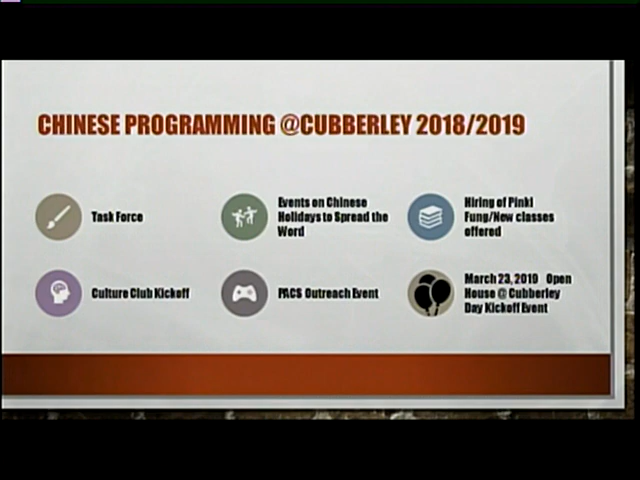 CHINESE PROGRAMMING @CUBBERLEY 2018/2019
Task Force
Events on Chinese
Holidays to Spread the
Word
Hiring of Pinki
Fung/New classes
offered
Culture Club Kickoff
PACS Outreach Event
March 23, 2019 Open
House @ Cubberley
Day Kickoff Event